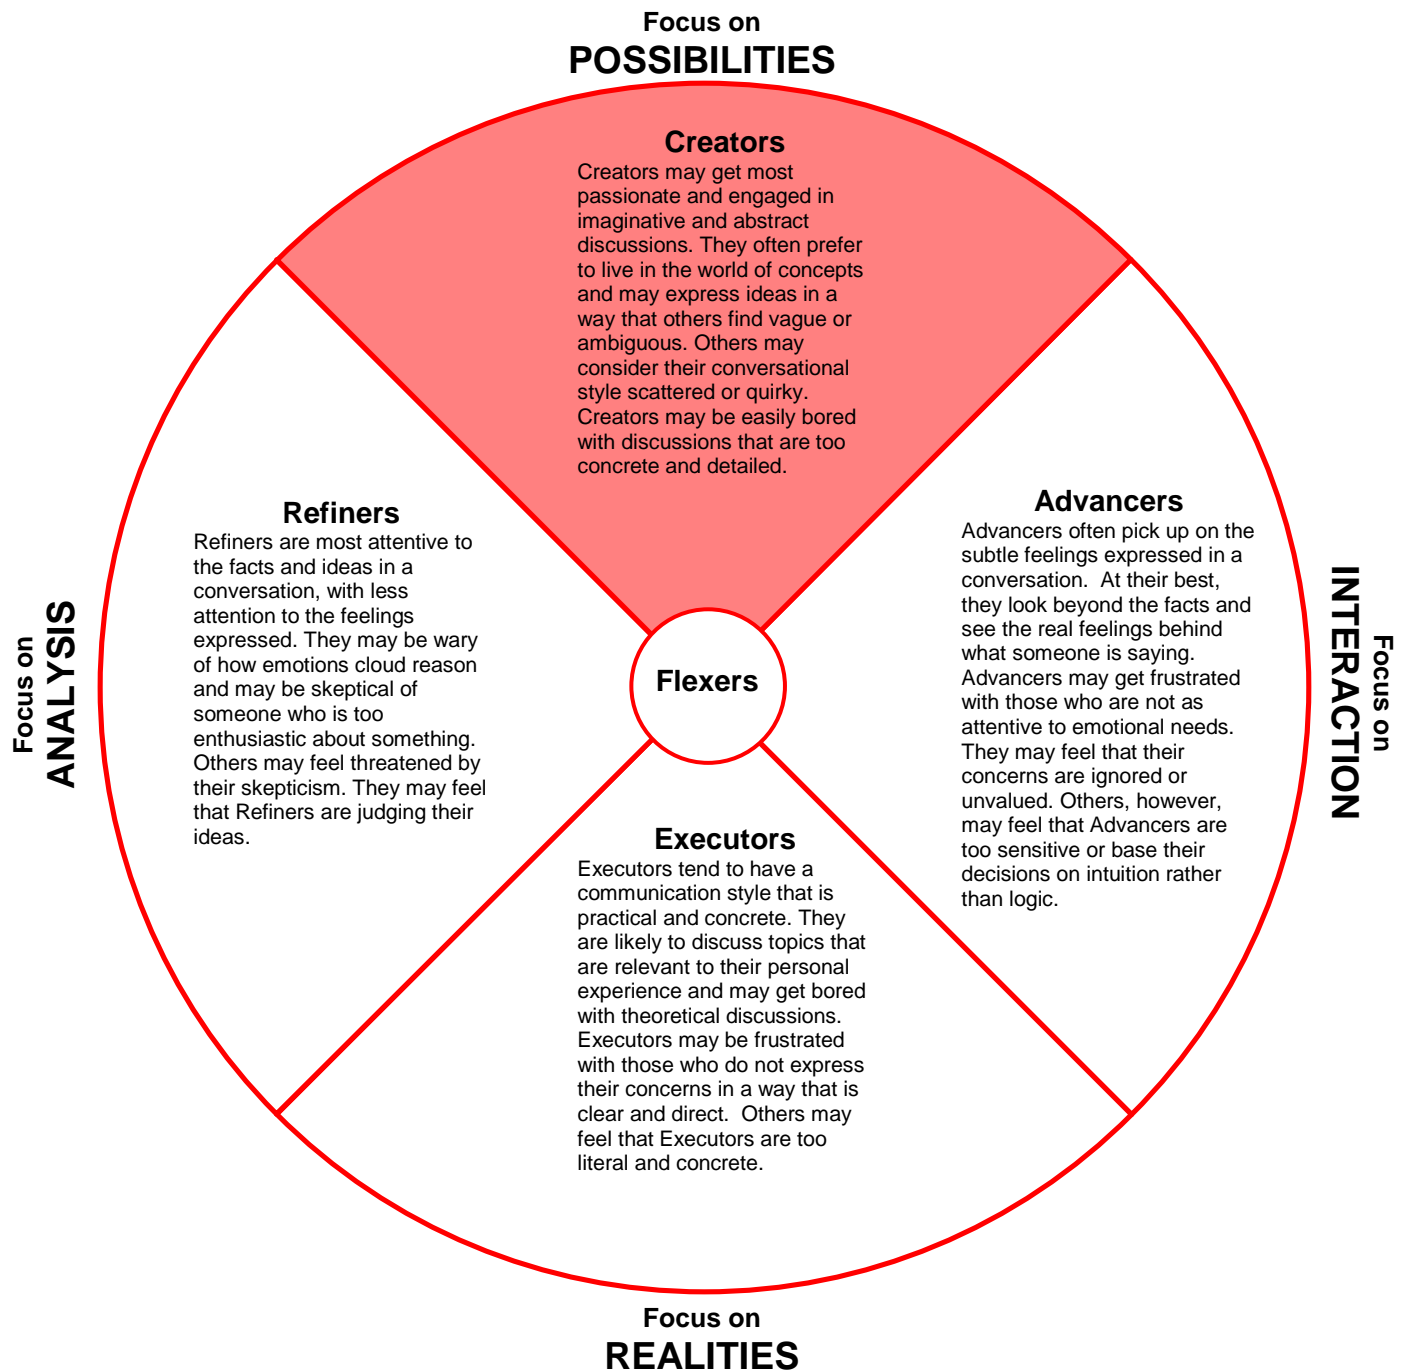 Focus on
POSSIBILITIES
Creators
Creators may get most
passionate and engaged in
imaginative and abstract
discussions. They often prefer
to live in the world of concepts
and may express ideas in a
way that others find vague or
ambiguous. Others may
consider their conversational
style scattered or quirky.
Creators may be easily bored
with discussions that are too
concrete and detailed.
Focus on
ANALYSIS
Refiners
Refiners are most attentive to
the facts and ideas in a
conversation, with less
attention to the feelings
expressed. They may be wary
of how emotions cloud reason
and may be skeptical of
someone who is too
enthusiastic about something.
Others may feel threatened by
their skepticism. They may feel
that Refiners are judging their
ideas.
Flexers
Advancers
Advancers often pick up on the
subtle feelings expressed in a
conversation.  At their best,
they look beyond the facts and
see the real feelings behind
what someone is saying.
Advancers may get frustrated
with those who are not as
attentive to emotional needs.
They may feel that their
concerns are ignored or
unvalued. Others, however,
may feel that Advancers are
too sensitive or base their
decisions on intuition rather
than logic.
Focus on
INTERACTION
Executors
Executors tend to have a
communication style that is
practical and concrete. They
are likely to discuss topics that
are relevant to their personal
experience and may get bored
with theoretical discussions.
Executors may be frustrated
with those who do not express
their concerns in a way that is
clear and direct.  Others may
feel that Executors are too
literal and concrete.
Focus on
REALITIES